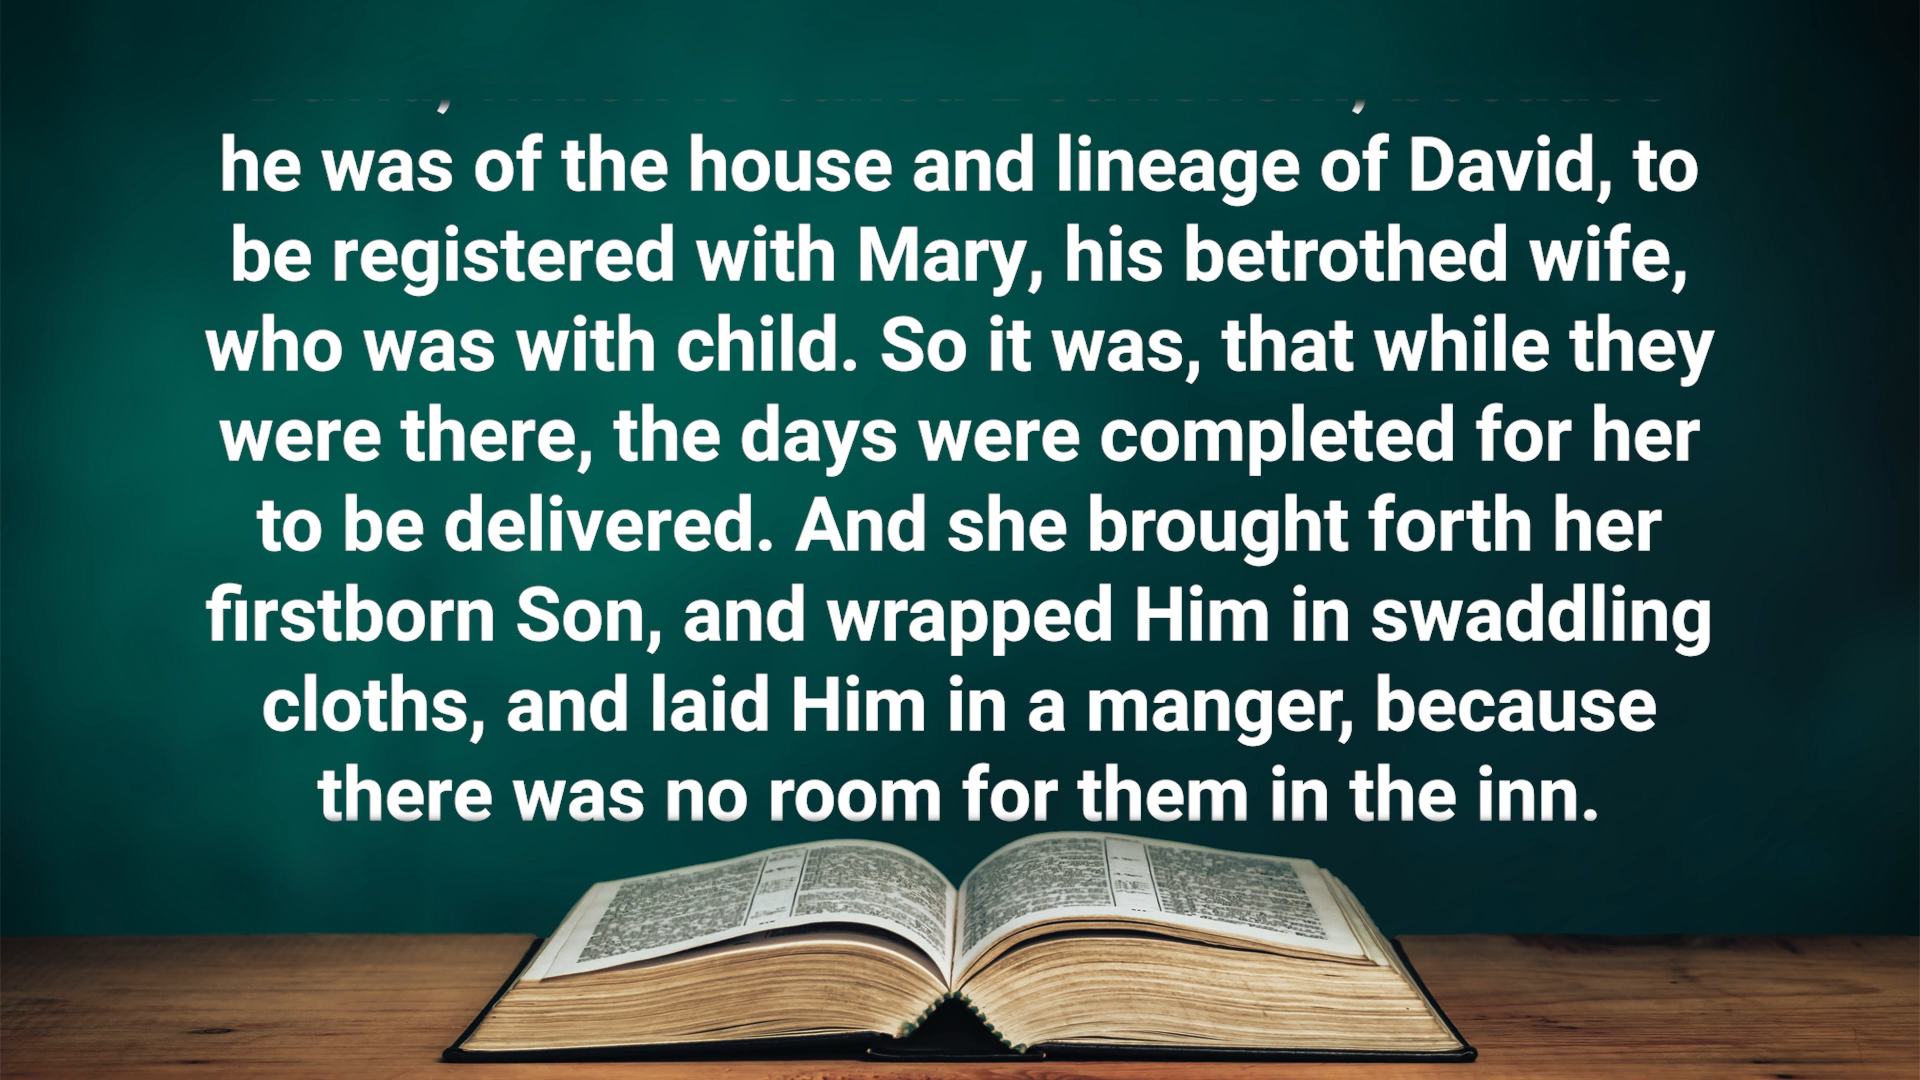 he was of the house and lineage of David, to
be registered with Mary, his betrothed wife,
who was with child. So it was, that while they
were there, the days were completed for her
to be delivered. And she brought forth her
firstborn Son, and wrapped Him in swaddling
cloths, and laid Him in a manger, because
there was no room for them in the inn.